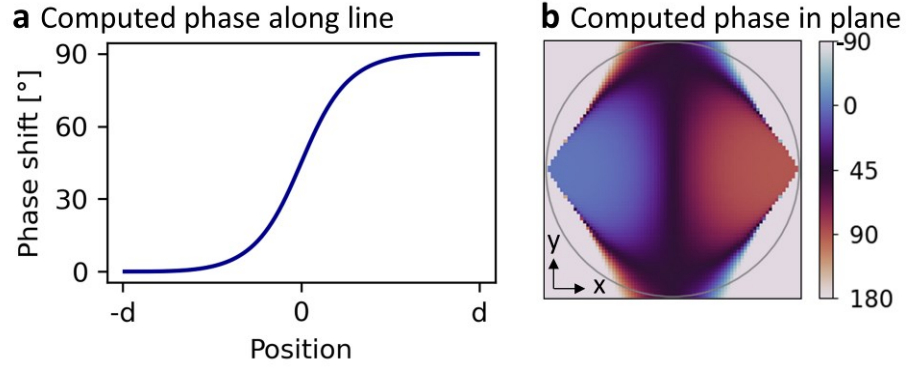 a Computed phase along line
90
60
30
0
Phase shift [°]
-d 0 d
Position
b Computed phase in plane
y
x
-90
0
45
90
180